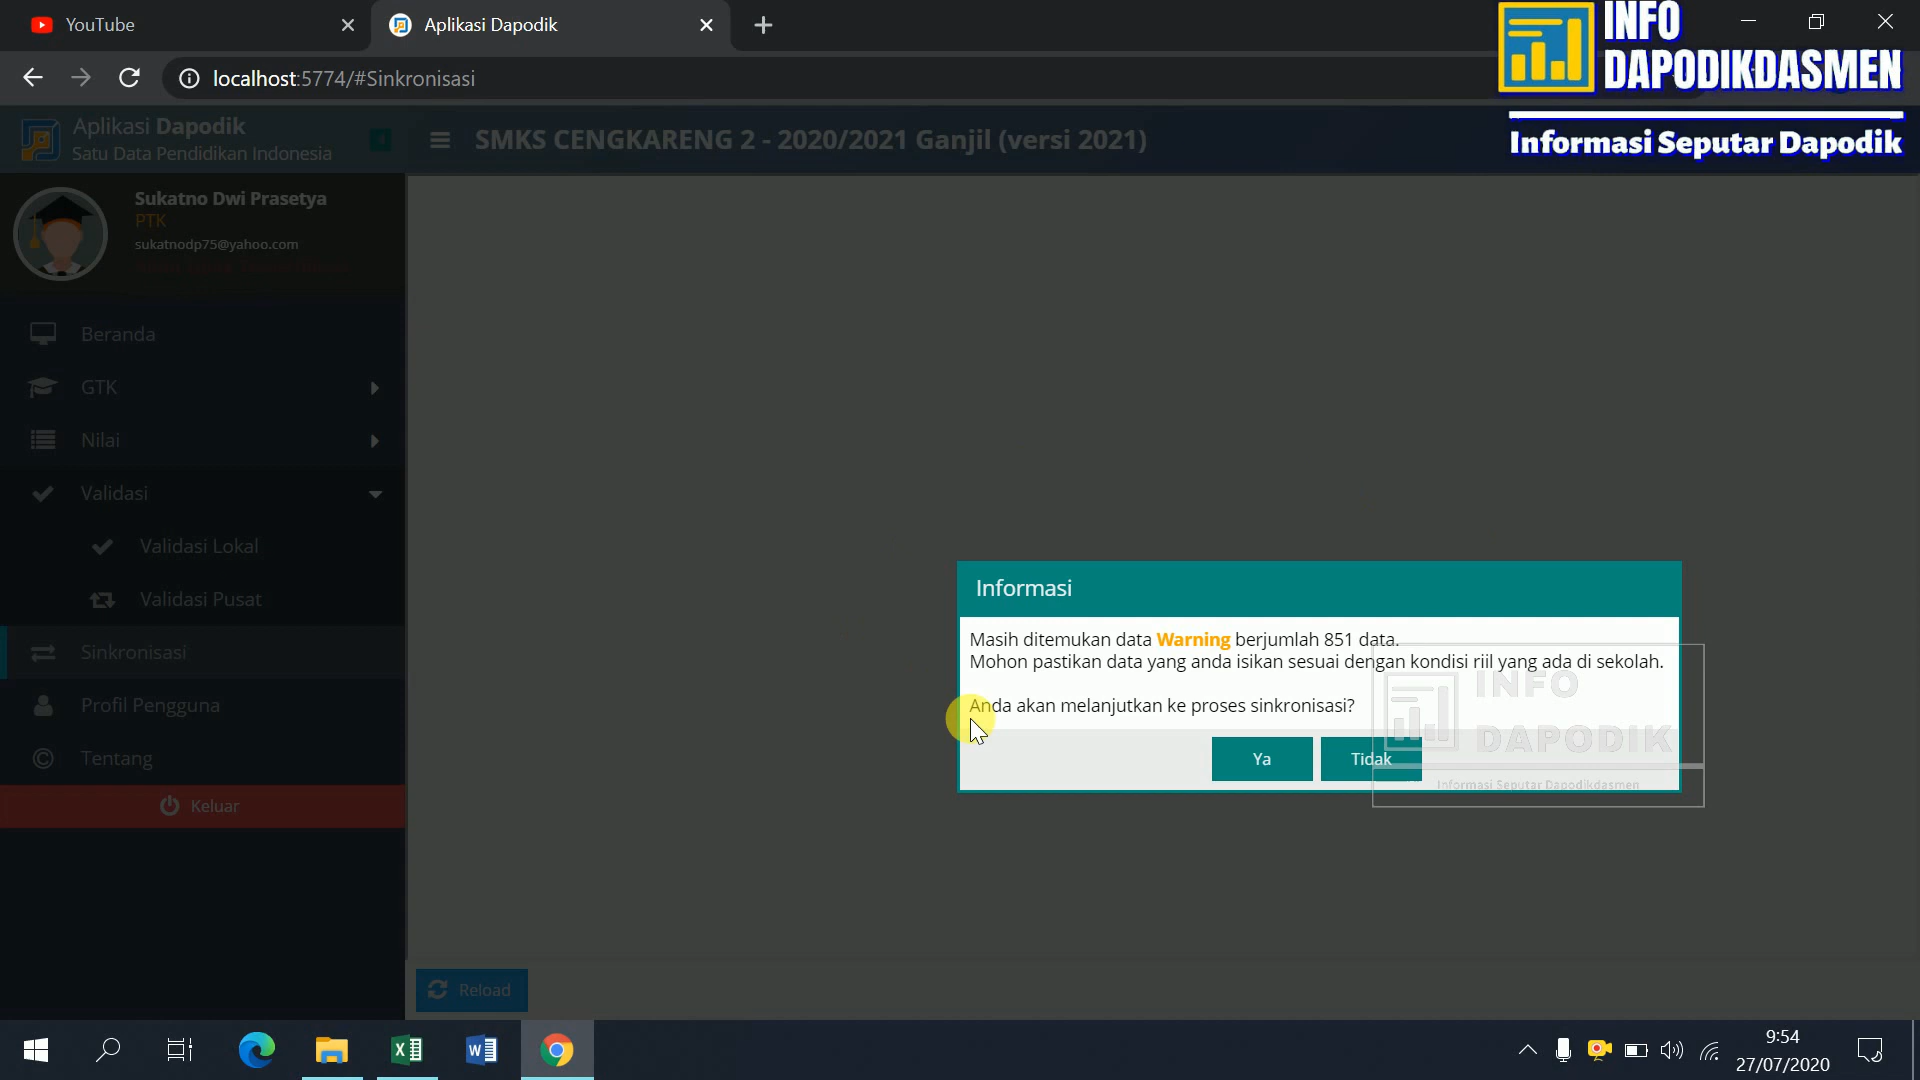 YouTube
Aplikasi Dapodik
INFO
DAPODIKDASMEN
Informasi Seputar Dapodik
localhost:5774/#Sinkronisasi
Aplikasi Dapodik
Satu Data Pendidikan Indonesia
SMKS CENGKARENG 2 - 2020/2021 Ganjil (versi 2021)
Sukatno Dwi Prasetya
PTK
sukatnodp75@yahoo.com
Beranda
GTK
Nilai
Validasi
Validasi Lokal
Validasi Pusat
Sinkronisasi
Profil Pengguna
Tentang
Keluar
Informasi
Masih ditemukan data Warning berjumlah 851 data.
Mohon pastikan data yang anda isikan sesuai dengan kondisi riil yang ada di sekolah.
Anda akan melanjutkan ke proses sinkronisasi?
Ya
Tidak
INFO
DAPODIK
Informasi Seputar Dapodikdasmen
Reload
9:54
27/07/2020